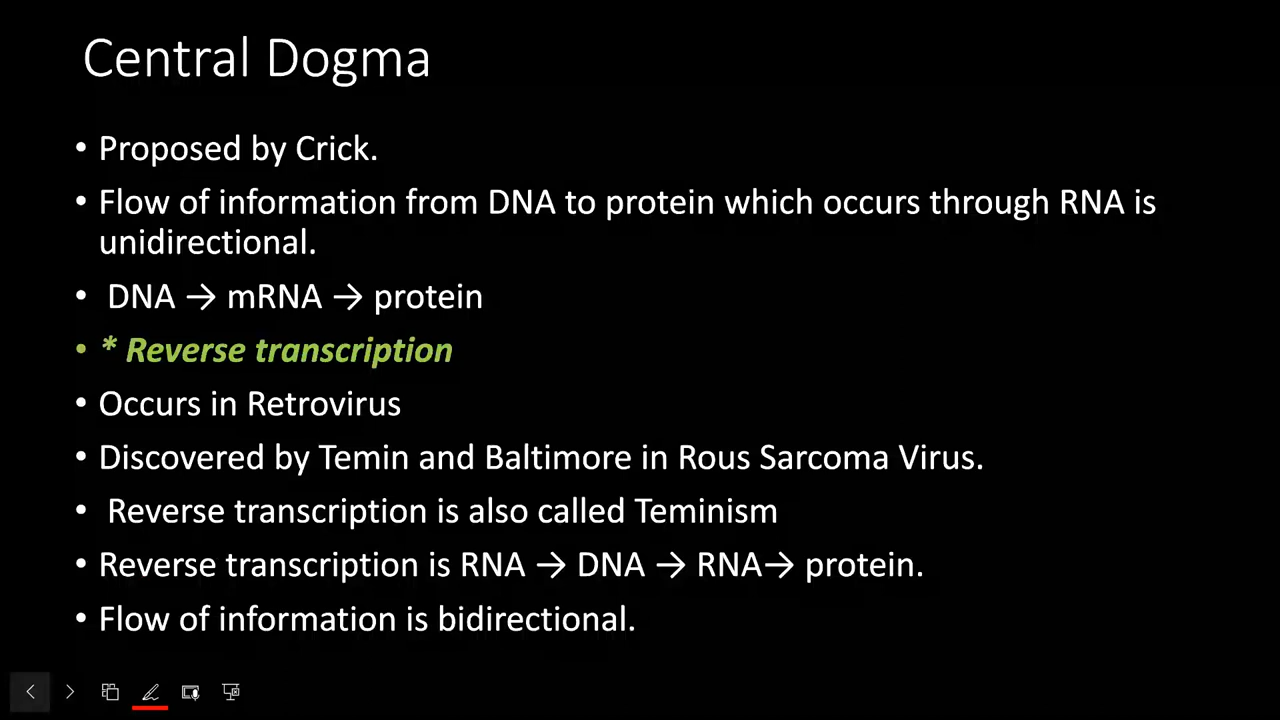 Central Dogma
• Proposed by Crick.
• Flow of information from DNA to protein which occurs through RNA is
unidirectional.
• DNA → mRNA → protein
• * Reverse transcription
• Occurs in Retrovirus
• Discovered by Temin and Baltimore in Rous Sarcoma Virus.
• Reverse transcription is also called Teminism
• Reverse transcription is RNA → DNA → RNA→ protein.
• Flow of information is bidirectional.